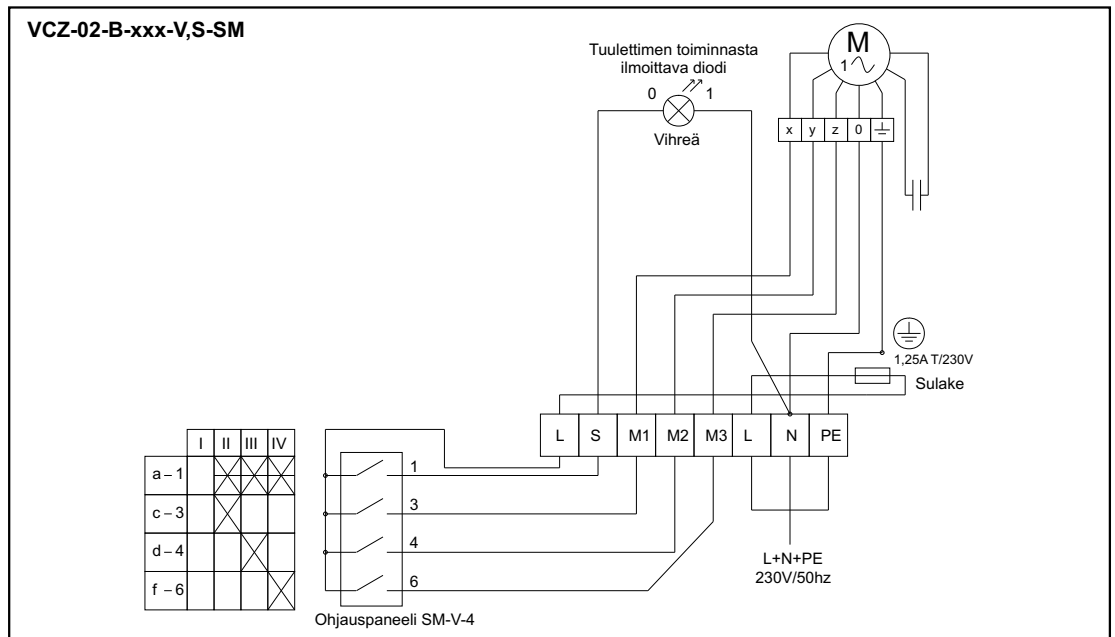 VCZ-02-B-xxx-V,S-SM
Tuulettimen toiminnasta
ilmoittava diodi
0 1
Vihreä
M
1
x y z 0
1,25A T/230V
Sulake
L S M1 M2 M3 L N PE
I II III IV
a – 1
c – 3
d – 4
f – 6
1
3
4
6
Ohjauspaneeli SM-V-4
L+N+PE
230V/50hz